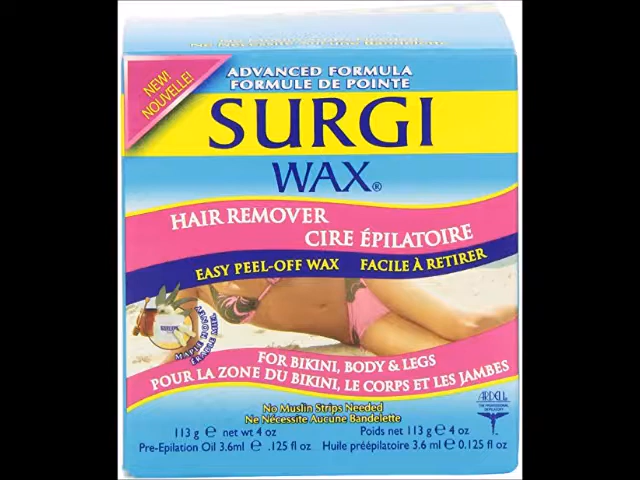 NEW!
NOUVELLE!
ADVANCED FORMULA
FORMULE DE POINTE
SURGI
WAX®
HAIR REMOVER
CIRE ÉPILATOIRE
EASY PEEL-OFF WAX FACILE À RETIRER
MAPLE HONEY
FOR BIKINI, BODY & LEGS
POUR LA ZONE DU BIKINI, LE CORPS ET LES JAMBES
No Muslin Strips Needed
Ne Nécessite Aucune Bandelette
ARDELL
113 g e net wt 4 oz Poids net 113 g e 4 oz
Pre-Epilation Oil 3.6ml e .125 fl oz Huile préépilatoire 3.6 ml e 0.125 fl oz